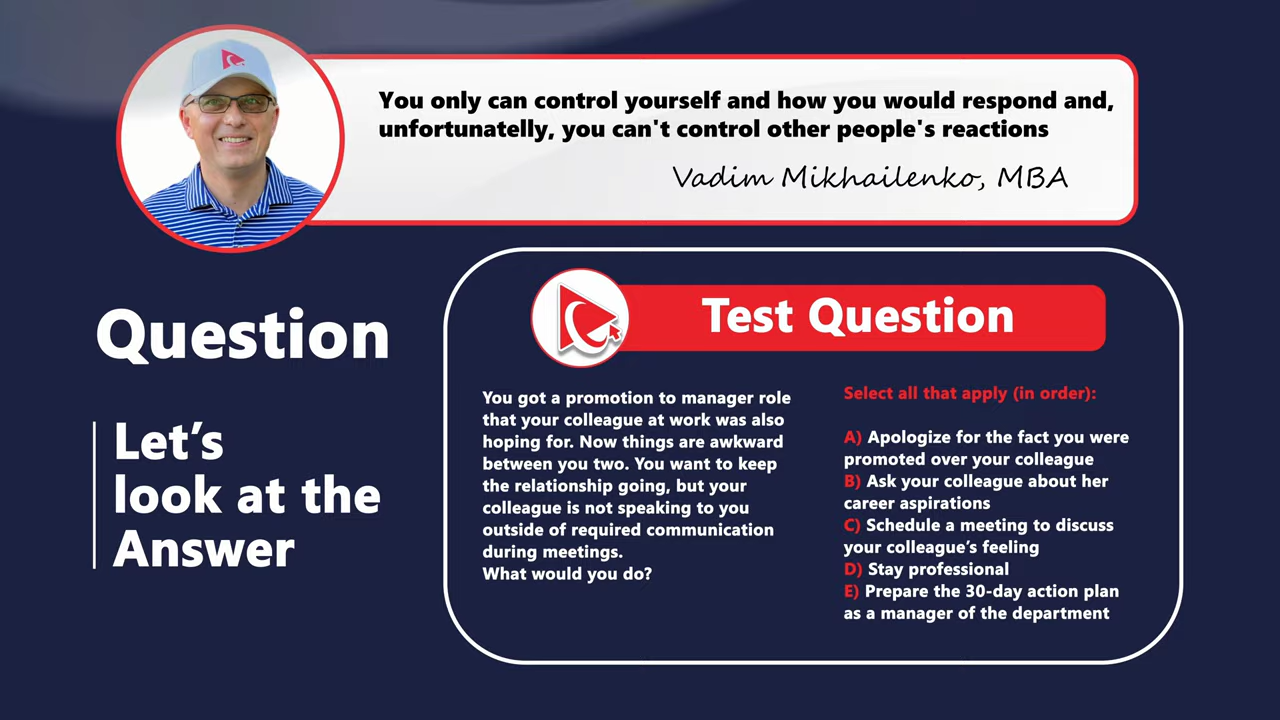 You only can control yourself and how you would respond and,
unfortunatelly, you can't control other people's reactions
Vadim Mikhailenko, MBA
Question
Let's
look at the
Answer
Test Question
You got a promotion to manager role
that your colleague at work was also
hoping for. Now things are awkward
between you two. You want to keep
the relationship going, but your
colleague is not speaking to you
outside of required communication
during meetings.
What would you do?
Select all that apply (in order):
A) Apologize for the fact you were
promoted over your colleague
B) Ask your colleague about her
career aspirations
C) Schedule a meeting to discuss
your colleague's feeling
D) Stay professional
E) Prepare the 30-day action plan
as a manager of the department